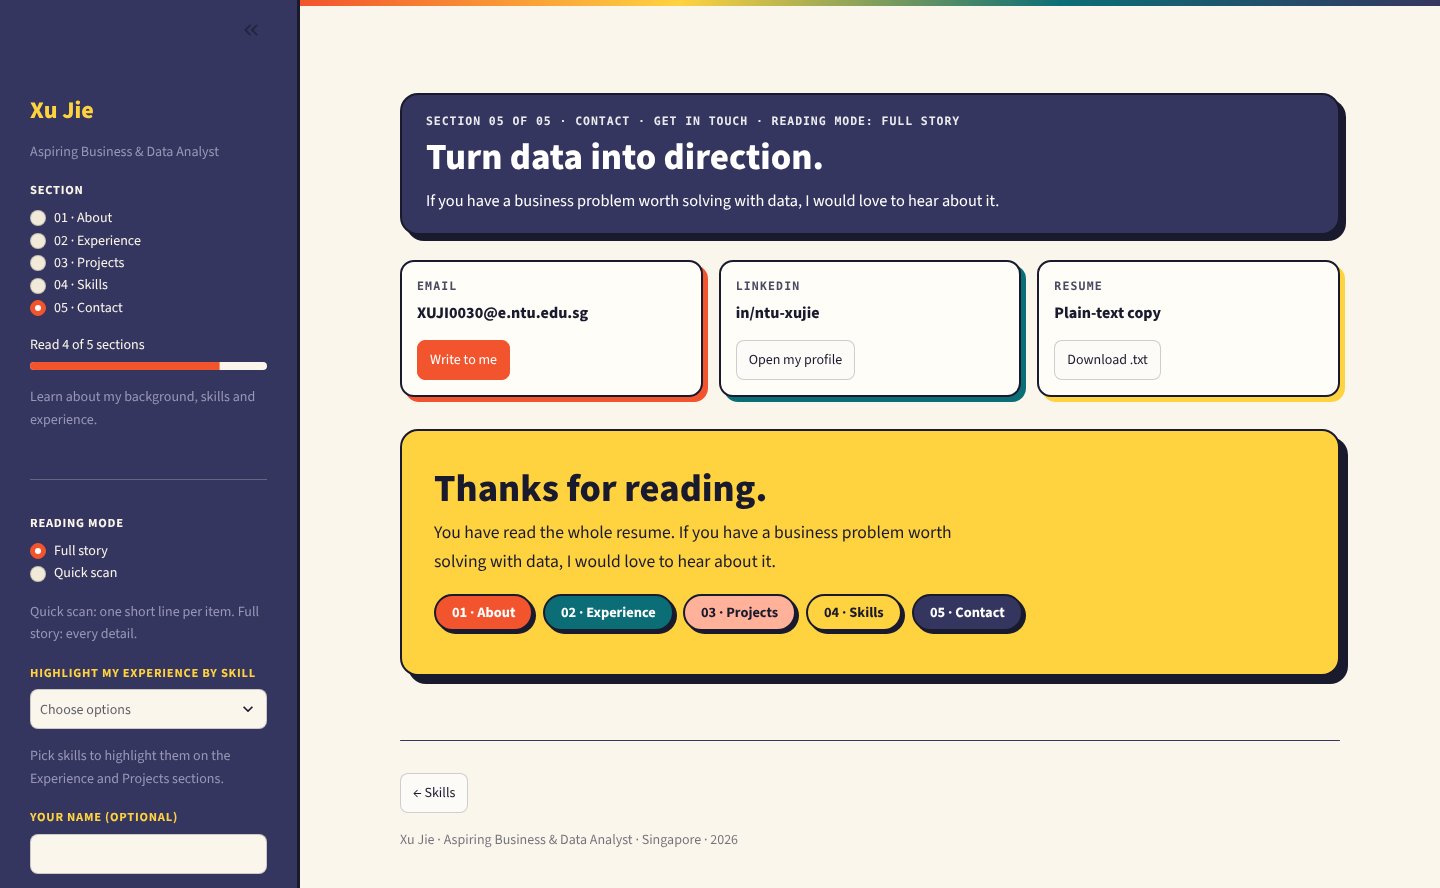 Xu Jie
Aspiring Business & Data Analyst
SECTION
01 · About
02 · Experience
03 · Projects
04 · Skills
05 · Contact
Read 4 of 5 sections
Learn about my background, skills and
experience.
READING MODE
Full story
Quick scan
Quick scan: one short line per item. Full
story: every detail.
HIGHLIGHT MY EXPERIENCE BY SKILL
Choose options
Pick skills to highlight them on the
Experience and Projects sections.
YOUR NAME (OPTIONAL)
SECTION 05 OF 05 · CONTACT · GET IN TOUCH · READING MODE: FULL STORY
Turn data into direction.
If you have a business problem worth solving with data, I would love to hear about it.
EMAIL
XUJI0030@e.ntu.edu.sg
Write to me
LINKEDIN
in/ntu-xujie
Open my profile
RESUME
Plain-text copy
Download .txt
Thanks for reading.
You have read the whole resume. If you have a business problem worth
solving with data, I would love to hear about it.
01 · About 02 · Experience 03 · Projects 04 · Skills 05 · Contact
← Skills
Xu Jie · Aspiring Business & Data Analyst · Singapore · 2026